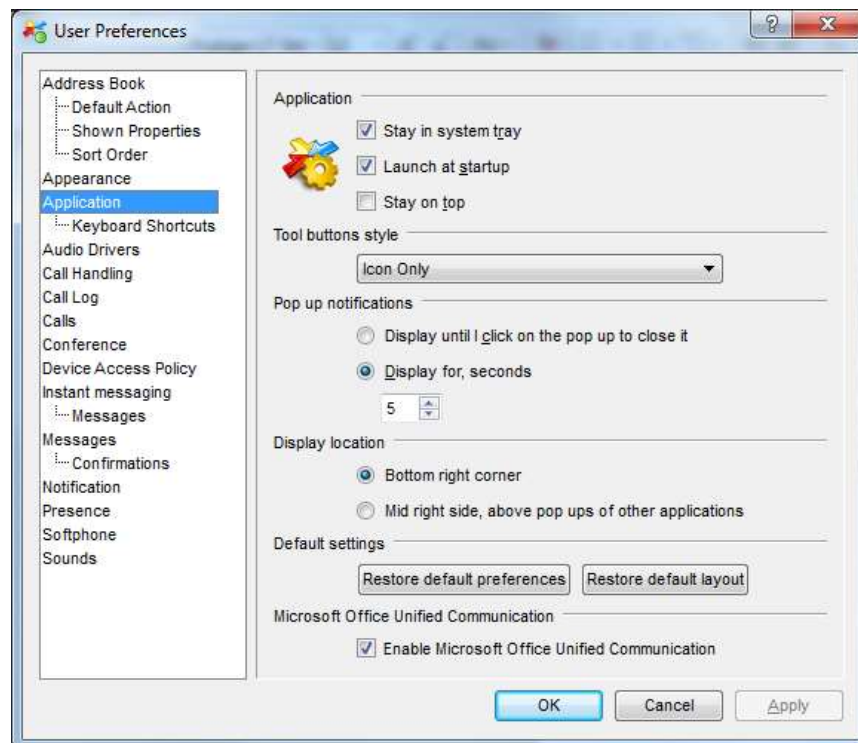 User Preferences
Address Book
Default Action
Shown Properties
Sort Order
Appearance
Application
Keyboard Shortcuts
Audio Drivers
Call Handling
Call Log
Calls
Conference
Device Access Policy
Instant messaging
Messages
Messages
Confirmations
Notification
Presence
Softphone
Sounds
Application
Stay in system tray
Launch at startup
Stay on top
Tool buttons style
Icon Only
Pop up notifications
Display until I click on the pop up to close it
Display for, seconds
5
Display location
Bottom right corner
Mid right side, above pop ups of other applications
Default settings
Restore default preferences Restore default layout
Microsoft Office Unified Communication
Enable Microsoft Office Unified Communication
OK Cancel Apply